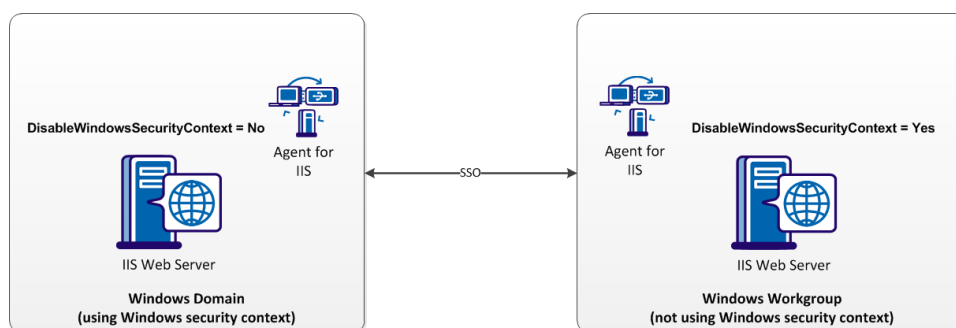 DisableWindowsSecurityContext = No
Agent for
IIS
IIS Web Server
Windows Domain
(using Windows security context)
SSO
Agent for
IIS
DisableWindowsSecurityContext = Yes
IIS Web Server
Windows Workgroup
(not using Windows security context)